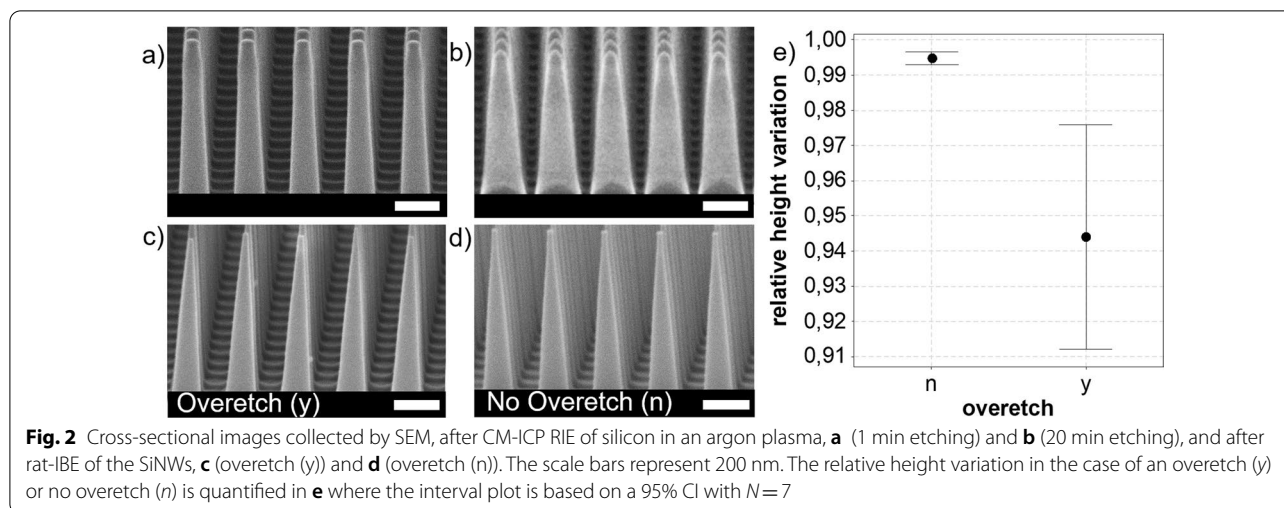 a)
b)
c)
Overetch (y)
d)
No Overetch (n)
e)
relative height variation
1,00
0,99
0,98
0,97
0,96
0,95
0,94
0,93
0,92
0,91
n
y
overetch
Fig. 2 Cross-sectional images collected by SEM, after CM-ICP RIE of silicon in an argon plasma, a (1 min etching) and b (20 min etching), and after
rat-IBE of the SiNWs, c (overetch (y)) and d (overetch (n)). The scale bars represent 200 nm. The relative height variation in the case of an overetch (y)
or no overetch (n) is quantified in e where the interval plot is based on a 95% CI with N = 7